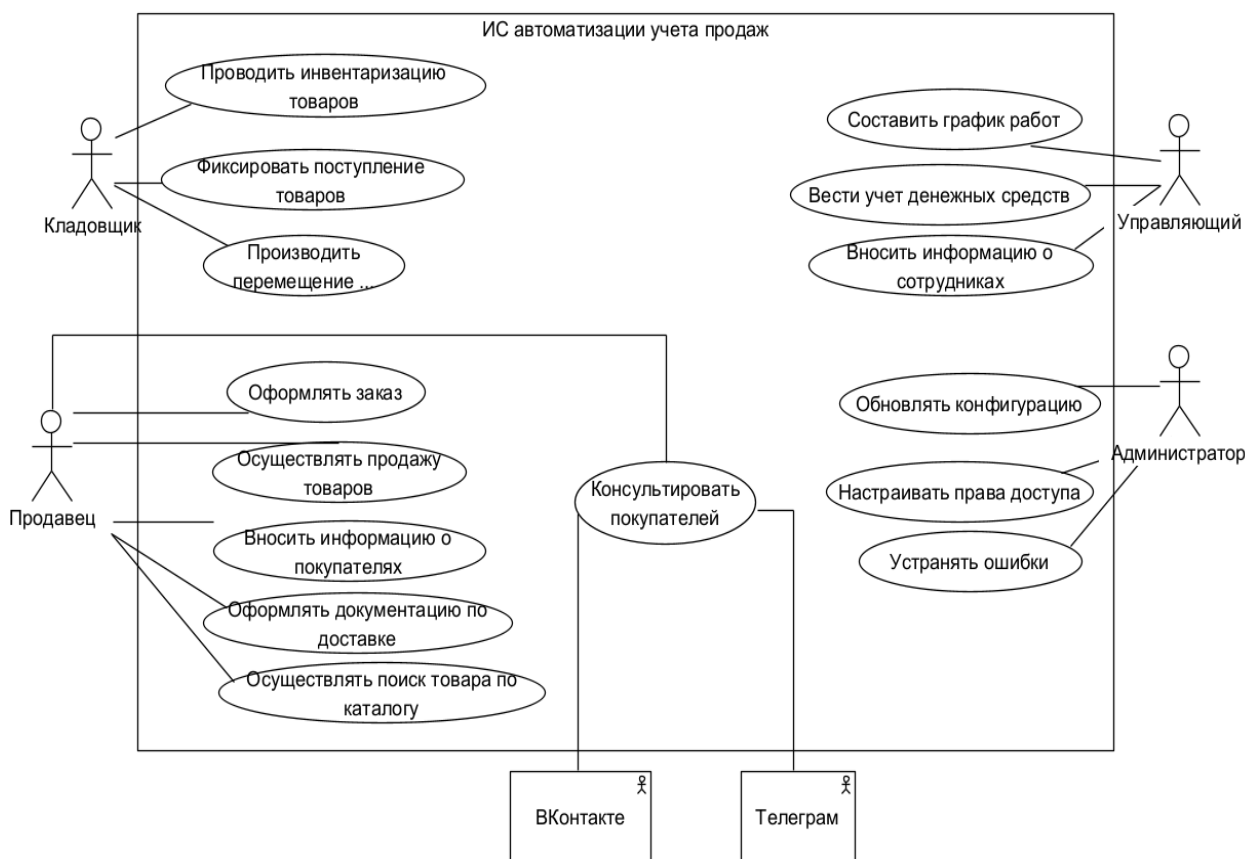 ИС автоматизации учета продаж
Проводить инвентаризацию
товаров
Фиксировать поступление
товаров
Кладовщик
Производить
перемещение ...
Составить график работ
Вести учет денежных средств
Управляющий
Вносить информацию о
сотрудниках
Оформлять заказ
Осуществлять продажу
товаров
Продавец
Вносить информацию о
покупателях
Оформлять документацию по
доставке
Осуществлять поиск товара по
каталогу
Консультировать
покупателей
Обновлять конфигурацию
Администратор
Настраивать права доступа
Устранять ошибки
ВКонтакте
Телеграм